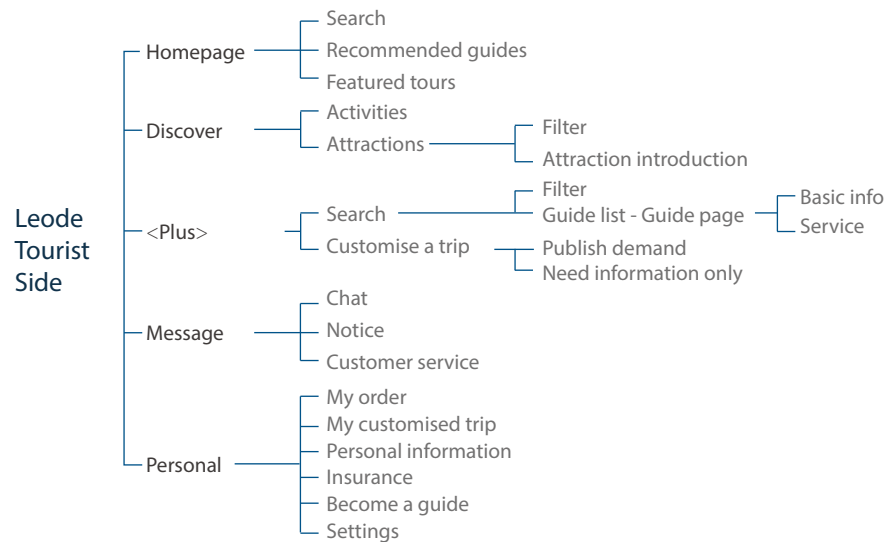 Leode
Tourist
Side
Homepage
Search
Recommended guides
Featured tours
Discover
Activities
Attractions
Filter
Attraction introduction
<Plus>
Search
Filter
Guide list - Guide page
Basic info
Service
Customise a trip
Publish demand
Need information only
Message
Chat
Notice
Customer service
Personal
My order
My customised trip
Personal information
Insurance
Become a guide
Settings